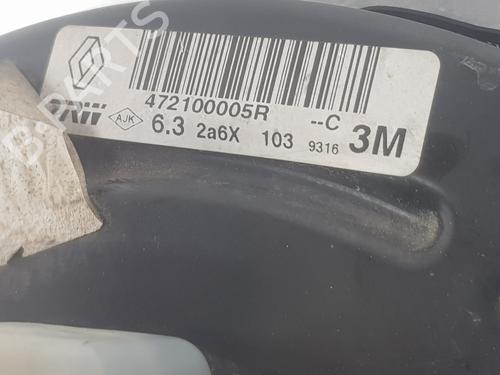 472100005R --C
TRW AJK 6.3 2a6X 103 9316 3M
B-PARTS